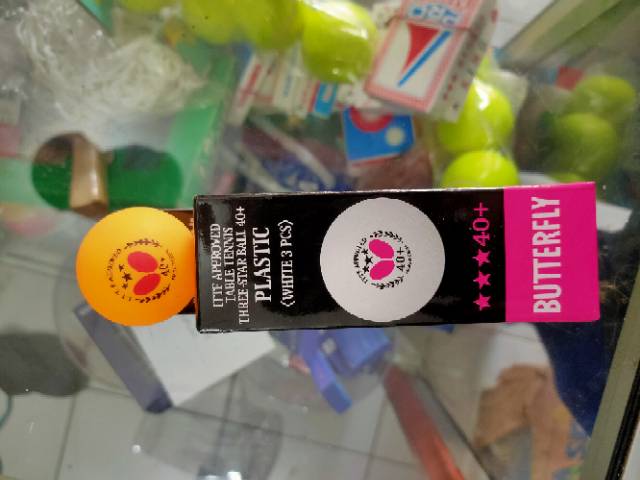 ITTF APPROVED
TABLE TENNIS
THREE-STAR BALL 40+
PLASTIC
(WHITE 3 PCS)
40+
★★★40+
BUTTERFLY
40+